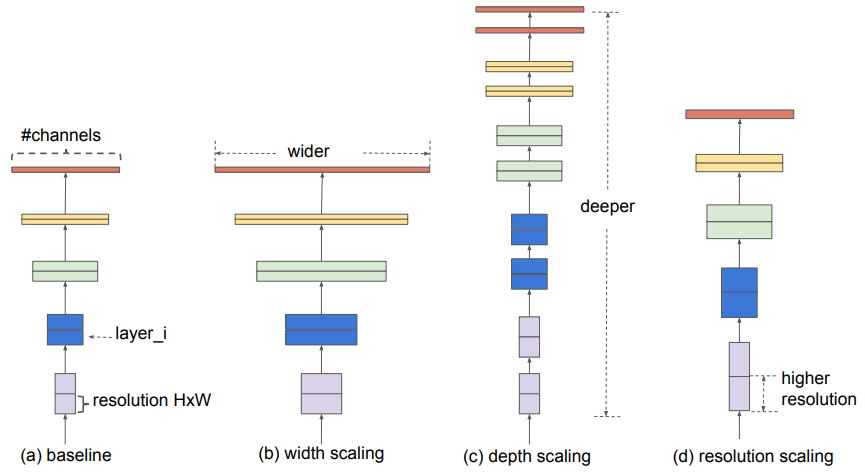 #channels
layer_i
resolution HxW
(a) baseline
wider
(b) width scaling
deeper
(c) depth scaling
higher
resolution
(d) resolution scaling